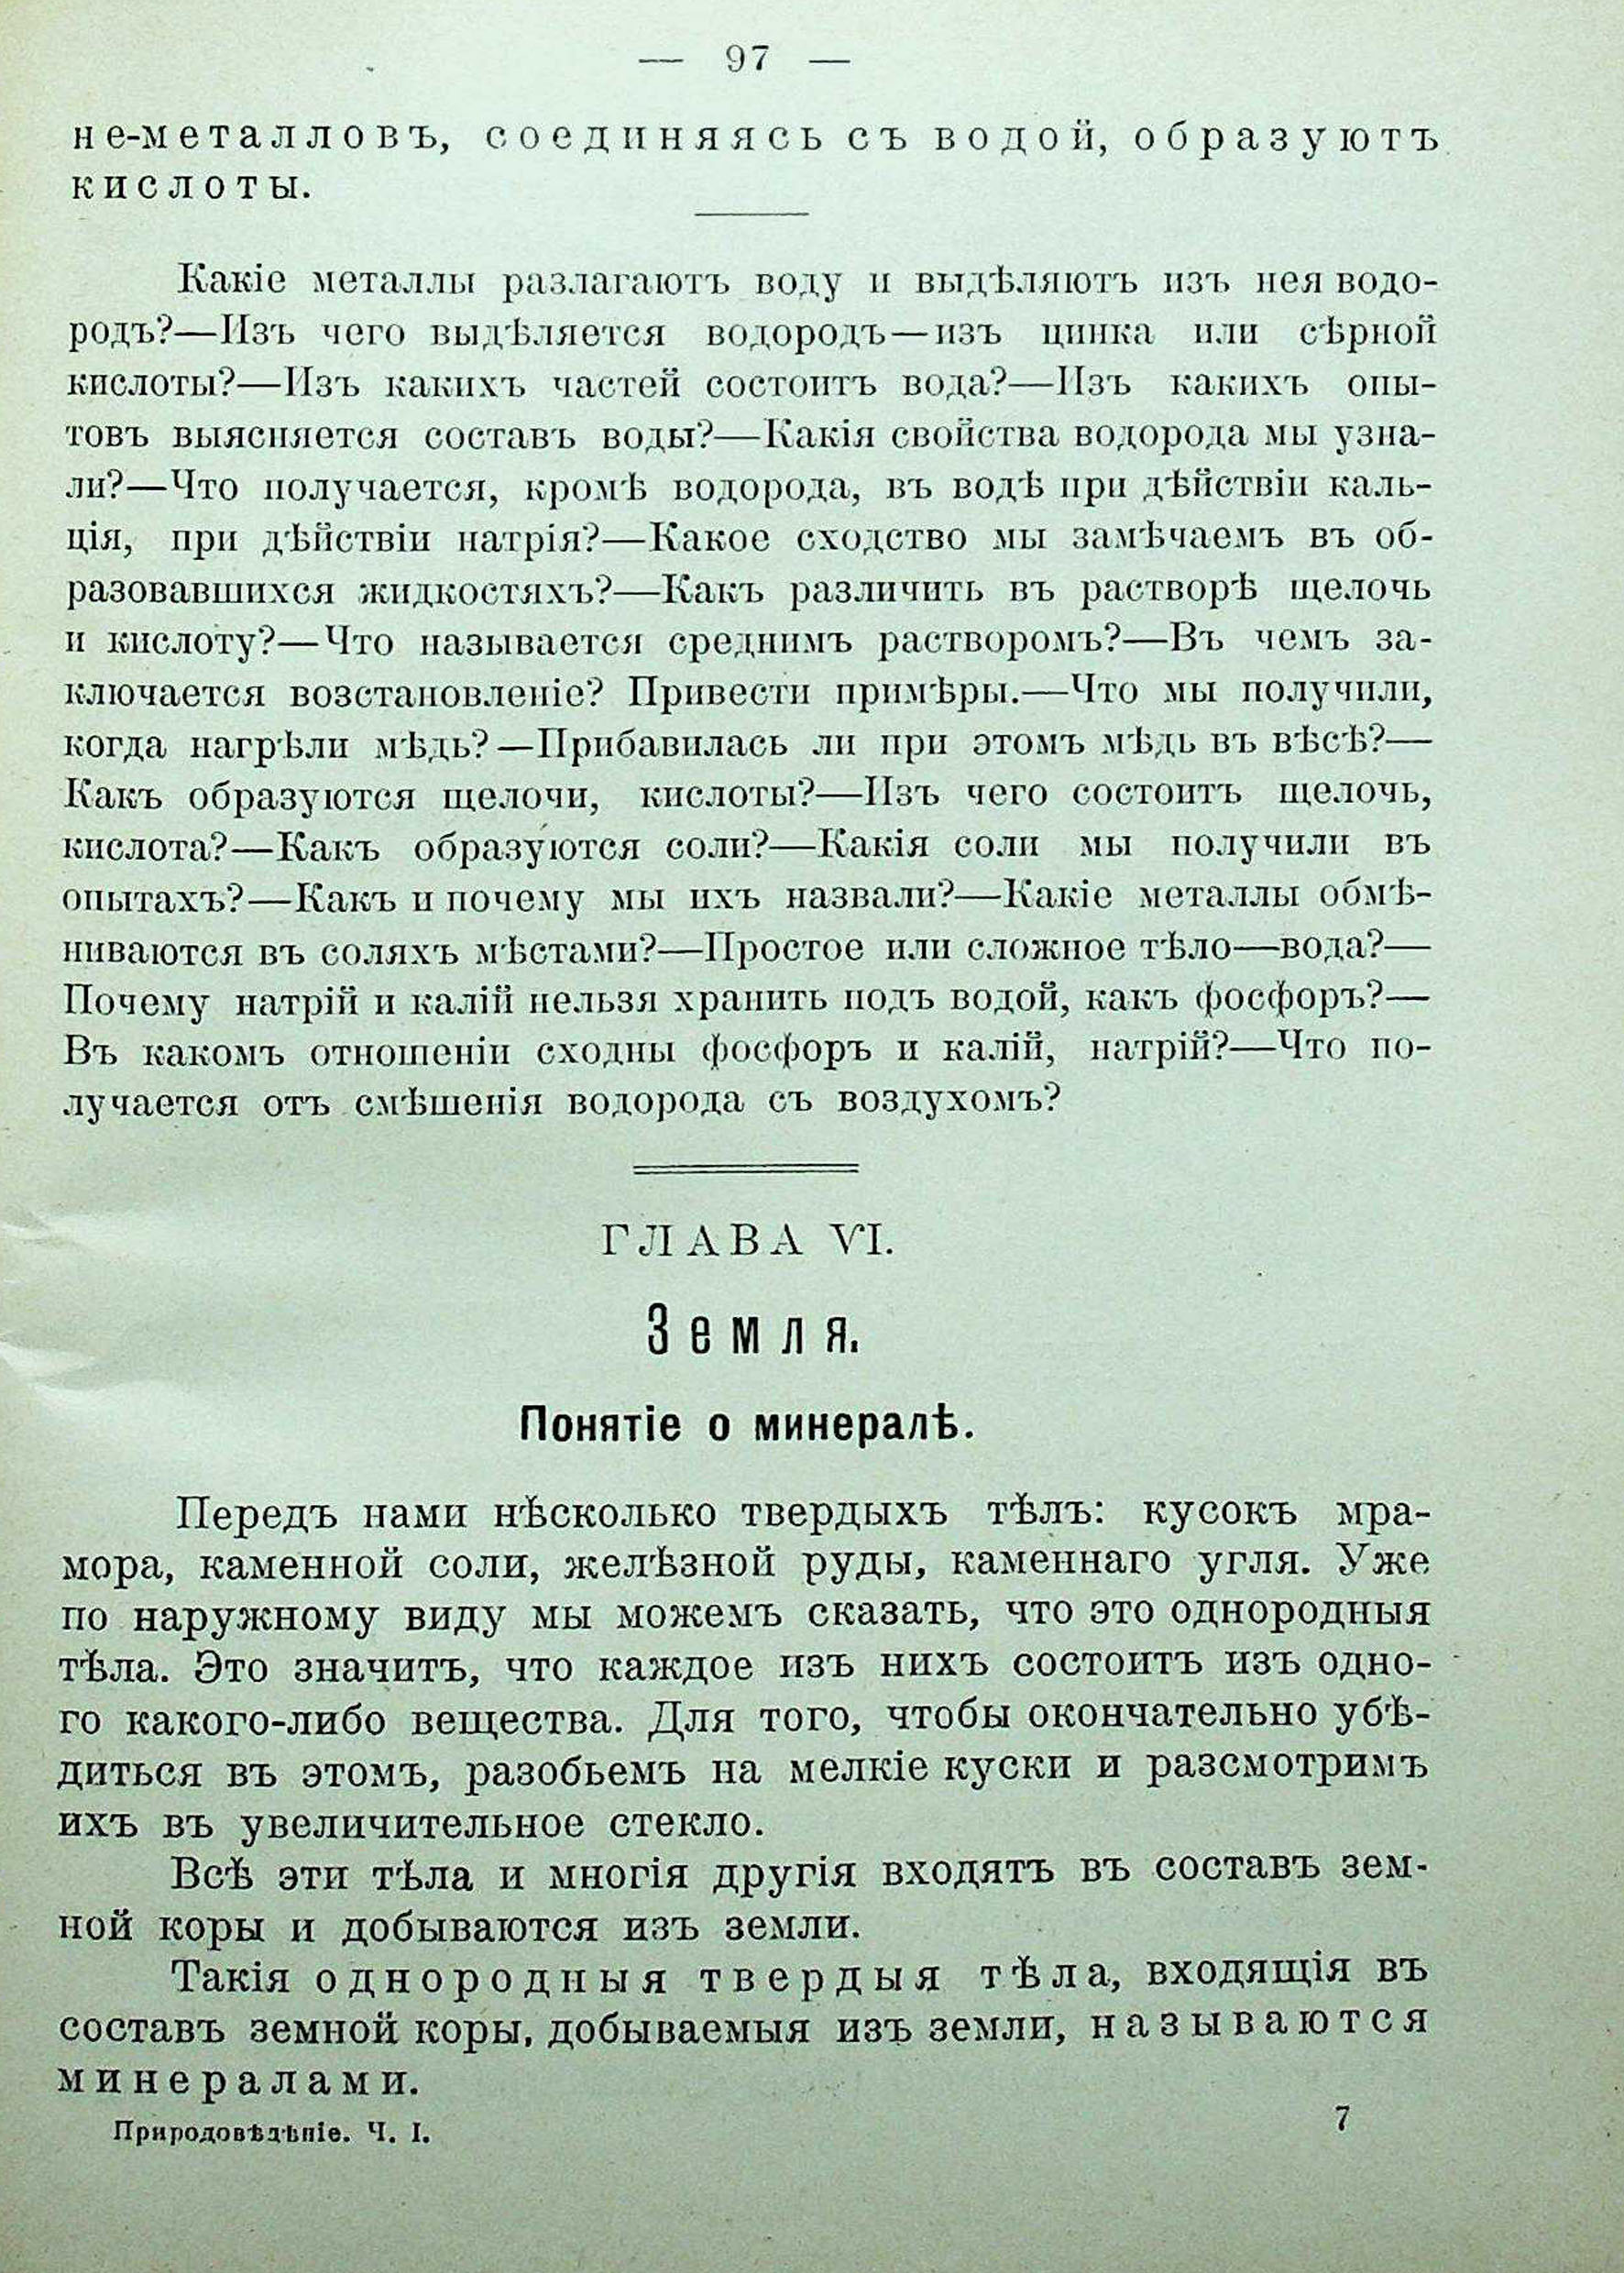 — 97 —
не-металловъ, соединяясь съ водой, образуютъ
кислоты.
Какіе металлы разлагаютъ воду и выдѣляютъ изъ нея водо-
родъ?—Изъ чего выдѣляется водородъ—изъ цинка или сѣрной
кислоты?—Изъ какихъ частей состоитъ вода?—Изъ какихъ опы-
товъ выясняется составъ воды?—Какія свойства водорода мы узна-
ли?—Что получается, кромѣ водорода, въ водѣ при дѣйствіи каль-
ція, при дѣйствіи натрія?—Какое сходство мы замѣчаемъ въ об-
разовавшихся жидкостяхъ?—Какъ различить въ растворѣ щелочь
и кислоту?—Что называется среднимъ растворомъ?—Въ чемъ за-
ключается возстановленіе? Привести примѣры.—Что мы получили,
когда нагрѣли мѣдь?—Прибавилась ли при этомъ мѣдь въ вѣсѣ?—
Какъ образуются щелочи, кислоты?—Изъ чего состоитъ щелочь,
кислота?—Какъ образуются соли?—Какія соли мы получили въ
опытахъ?—Какъ и почему мы ихъ назвали?—Какіе металлы обмѣ-
ниваются въ соляхъ мѣстами?—Простое или сложное тѣло—вода?—
Почему натрій и калій нельзя хранить подъ водой, какъ фосфоръ?—
Въ какомъ отношеніи сходны фосфоръ и калій, натрій?—Что по-
лучается отъ смѣшенія водорода съ воздухомъ?
ГЛАВА VI.
Земля.
Понятіе о минералѣ.
Передъ нами нѣсколько твердыхъ тѣлъ: кусокъ мра-
мора, каменной соли, желѣзной руды, каменнаго угля. Уже
по наружному виду мы можемъ сказать, что это однородныя
тѣла. Это значитъ, что каждое изъ нихъ состоитъ изъ одно-
го какого-либо вещества. Для того, чтобы окончательно убѣ-
диться въ этомъ, разобьемъ на мелкіе куски и разсмотримъ
ихъ въ увеличительное стекло.
Всѣ эти тѣла и многія другія входятъ въ составъ зем-
ной коры и добываются изъ земли.
Такія однородныя твердыя тѣла, входящія въ
составъ земной коры, добываемыя изъ земли, называются
минералами.
Природовѣдѣніе. Ч. I. 7